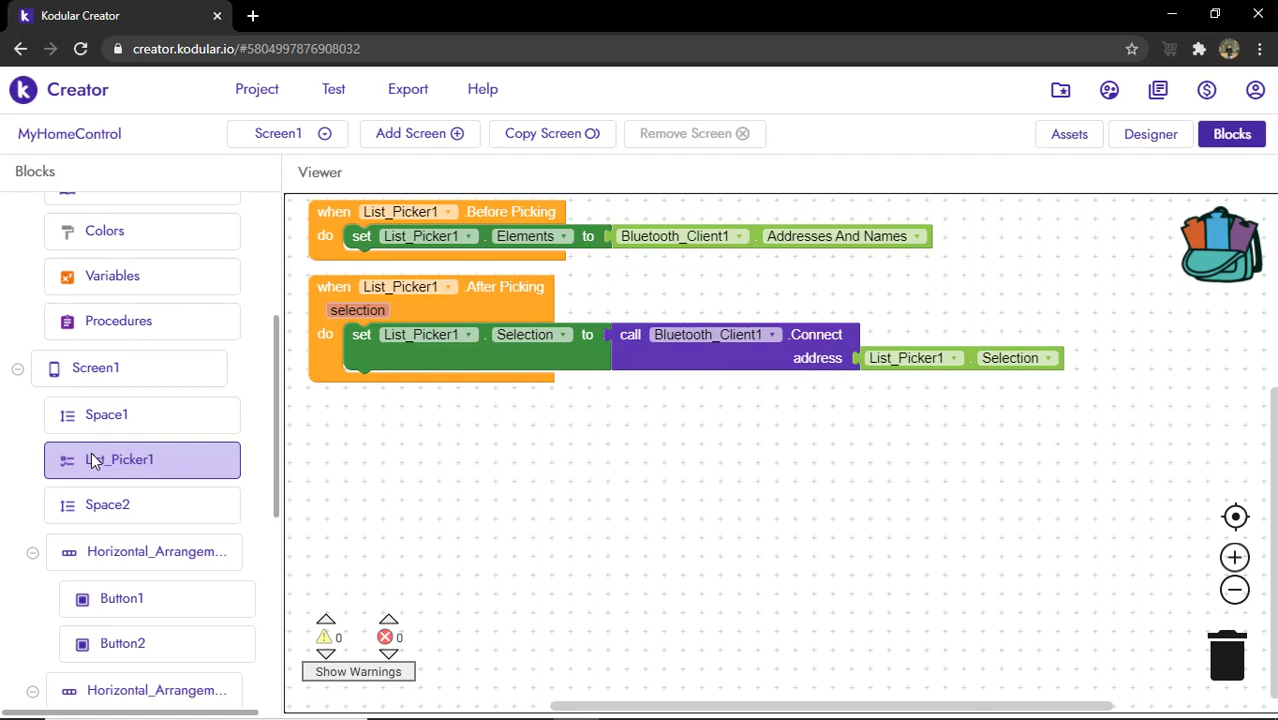 Kodular Creator
creator.kodular.io/#5804997876908032
Creator
Project
Test
Export
Help
MyHomeControl
Screen1
Add Screen
Copy Screen
Remove Screen
Assets
Designer
Blocks
Blocks
Viewer
Colors
Variables
Procedures
Screen1
Space1
List_Picker1
Space2
Horizontal_Arrangem...
Button1
Button2
Horizontal_Arrangem...
when List_Picker1 .Before Picking
do set List_Picker1 . Elements to Bluetooth_Client1 . Addresses And Names
when List_Picker1 .After Picking
selection
do set List_Picker1 . Selection to call Bluetooth_Client1 .Connect
address List_Picker1 . Selection
0 0
Show Warnings